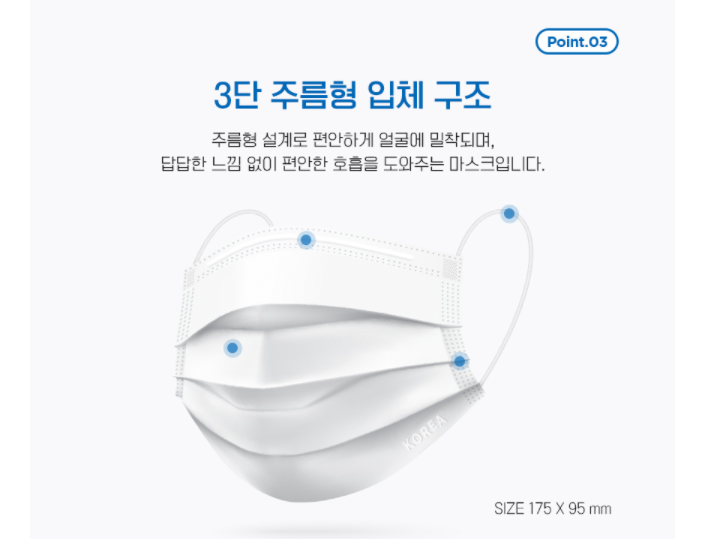 Point.03
3단 주름형 입체 구조
주름형 설계로 편안하게 얼굴에 밀착되며,
답답한 느낌 없이 편안한 호흡을 도와주는 마스크입니다.
KOREA
SIZE 175 X 95 mm